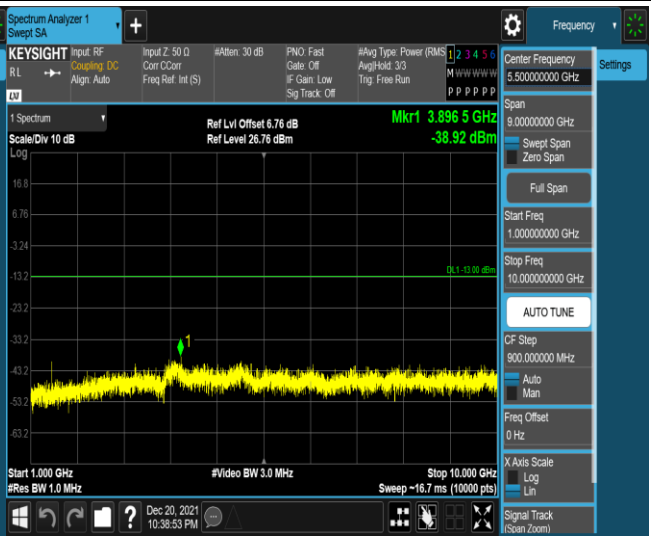 Spectrum Analyzer 1
Swept SA
Frequency
KEYSIGHT
RL
Input: RF
Coupling: DC
Align: Auto
Input Z: 50 Ω
Corr CCorr
Freq Ref: Int (S)
#Atten: 30 dB
PNO: Fast
Gate: Off
IF Gain: Low
Sig Track: Off
#Avg Type: Power (RMS
Avg|Hold: 3/3
Trig: Free Run
1 2 3 4 5 6
M W W W W W
P P P P P P
1 Spectrum
Scale/Div 10 dB
Log
Ref Lvl Offset 6.76 dB
Ref Level 26.76 dBm
Mkr1 3.896 5 GHz
-38.92 dBm
16.8
6.76
-3.24
-13.2
-23.2
-33.2
-43.2
-53.2
-63.2
DL1 -13.00 dBm
1
Start 1.000 GHz
#Res BW 1.0 MHz
#Video BW 3.0 MHz
Stop 10.000 GHz
Sweep ~16.7 ms (10000 pts)
Dec 20, 2021
10:38:53 PM
Center Frequency
5.500000000 GHz
Settings
Span
9.00000000 GHz
Swept Span
Zero Span
Full Span
Start Freq
1.000000000 GHz
Stop Freq
10.000000000 GHz
AUTO TUNE
CF Step
900.000000 MHz
Auto
Man
Freq Offset
0 Hz
X Axis Scale
Log
Lin
Signal Track
(Span Zoom)